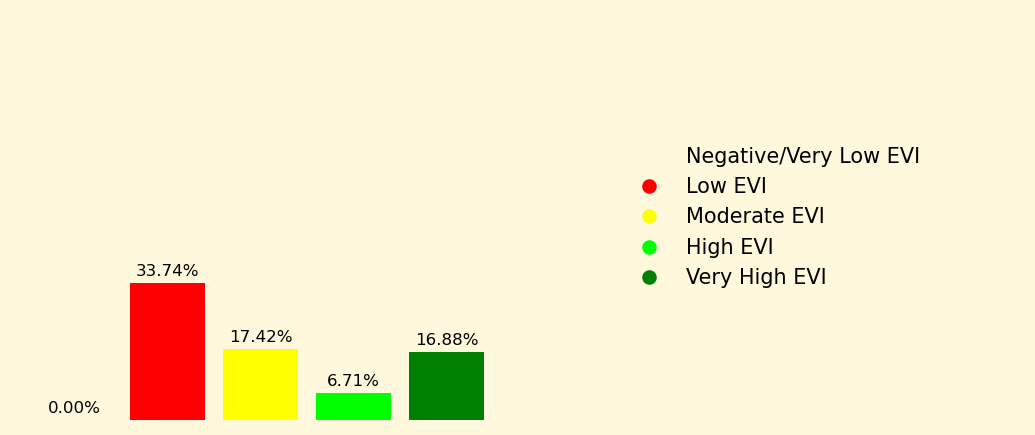 Negative/Very Low EVI
Low EVI
Moderate EVI
High EVI
Very High EVI
33.74%
17.42%
16.88%
6.71%
0.00%